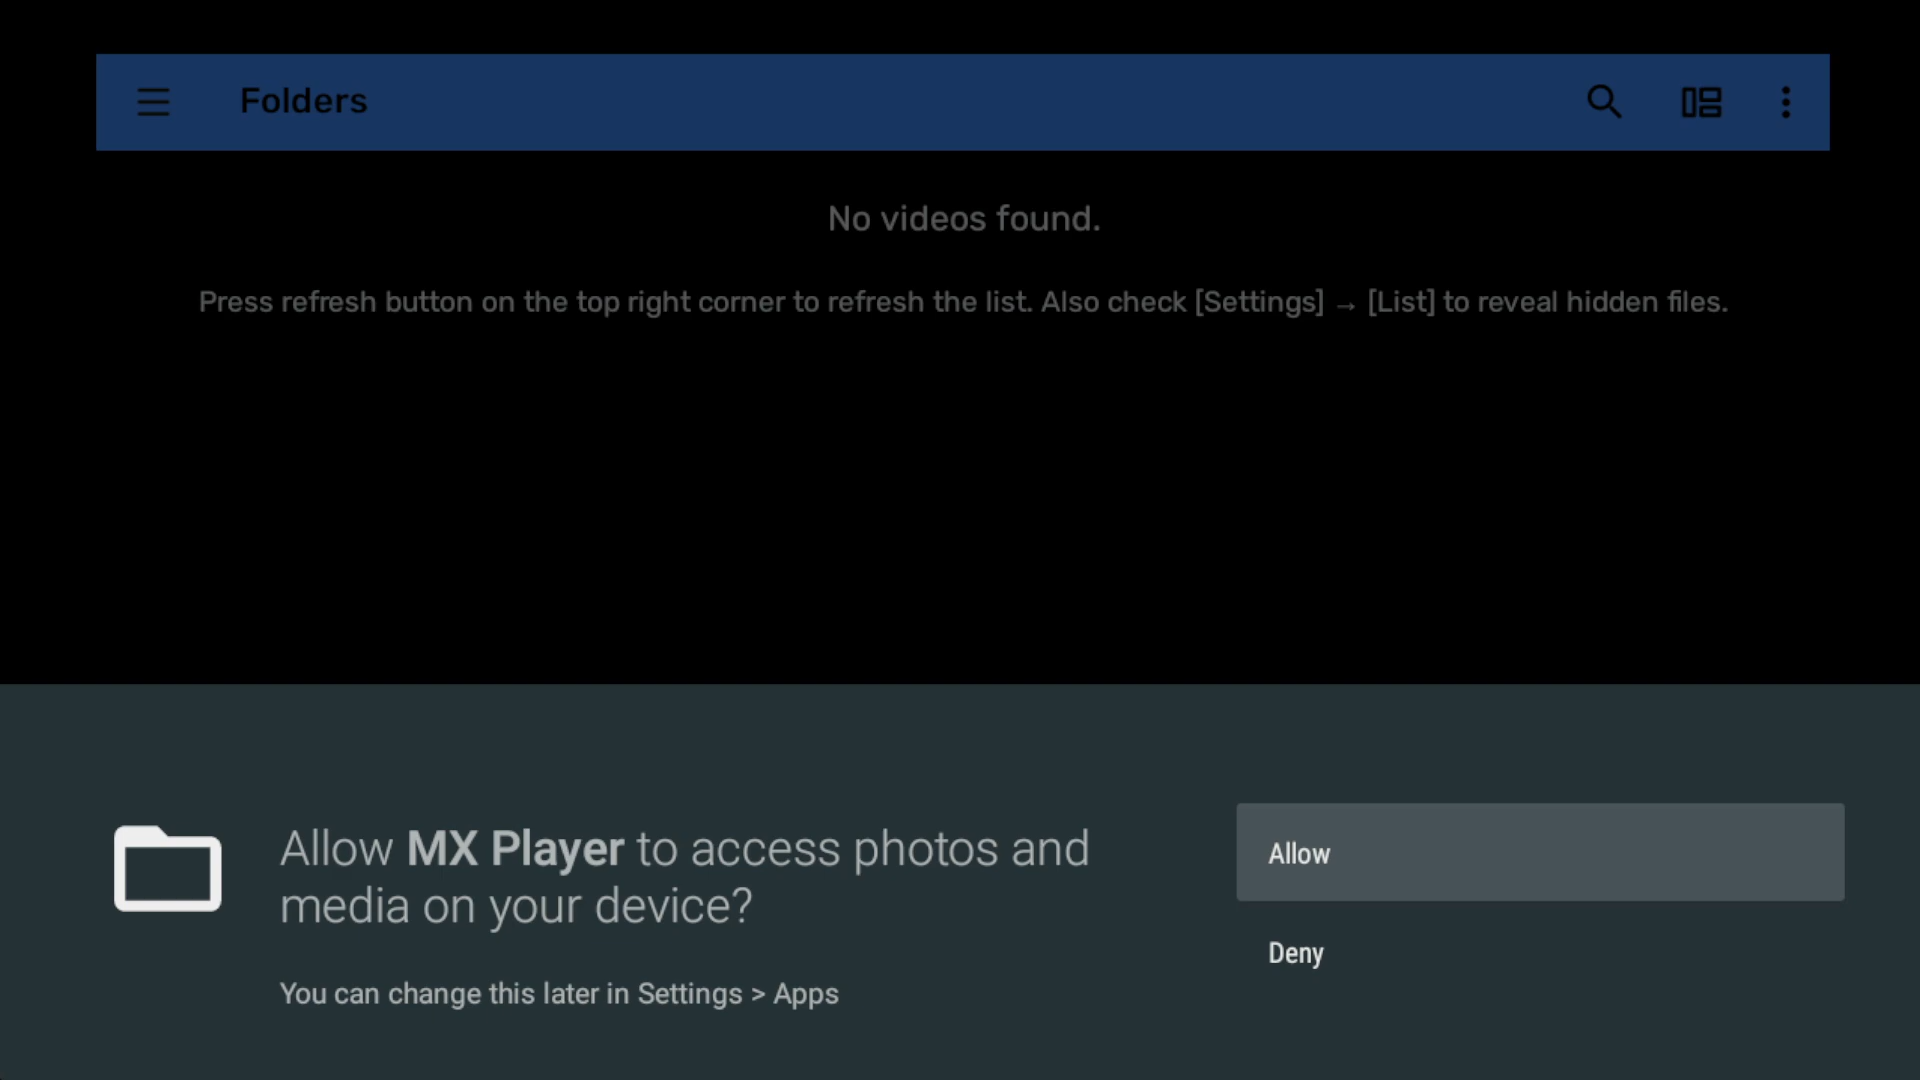 Folders
No videos found.
Press refresh button on the top right corner to refresh the list. Also check [Settings] → [List] to reveal hidden files.
Allow MX Player to access photos and
media on your device?
You can change this later in Settings > Apps
Allow
Deny